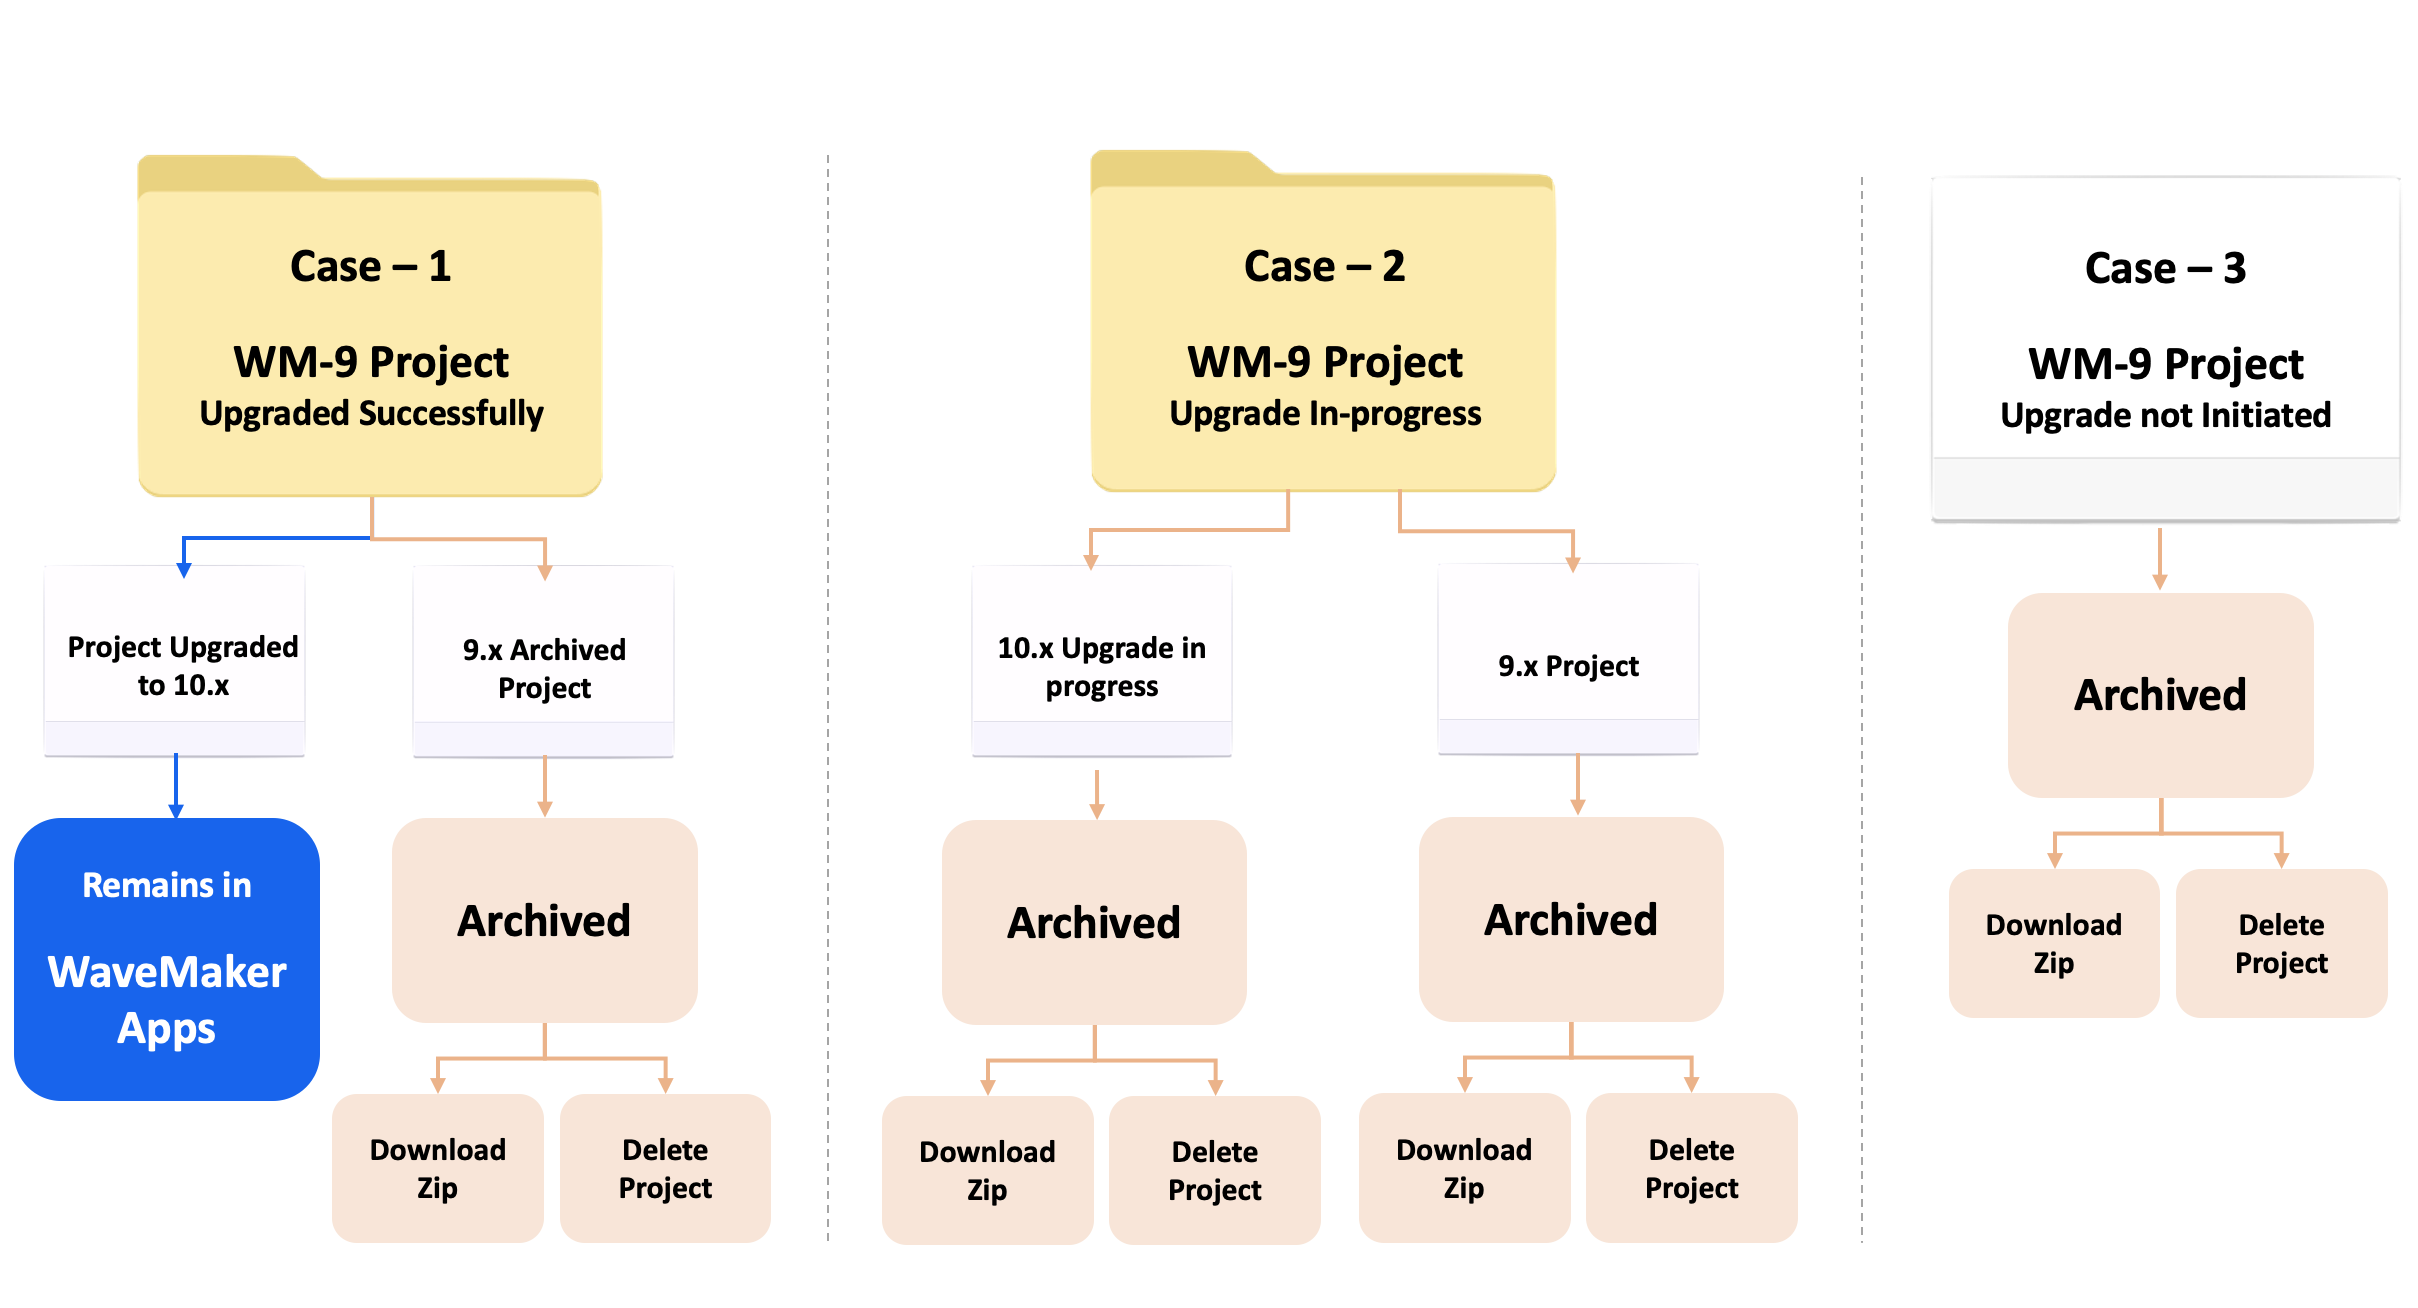 Case – 1
WM-9 Project
Upgraded Successfully
Project Upgraded
to 10.x
9.x Archived
Project
Remains in
WaveMaker
Apps
Archived
Download
Zip
Delete
Project
Case – 2
WM-9 Project
Upgrade In-progress
10.x Upgrade in
progress
9.x Project
Archived
Archived
Download
Zip
Delete
Project
Download
Zip
Delete
Project
Case – 3
WM-9 Project
Upgrade not Initiated
Archived
Download
Zip
Delete
Project